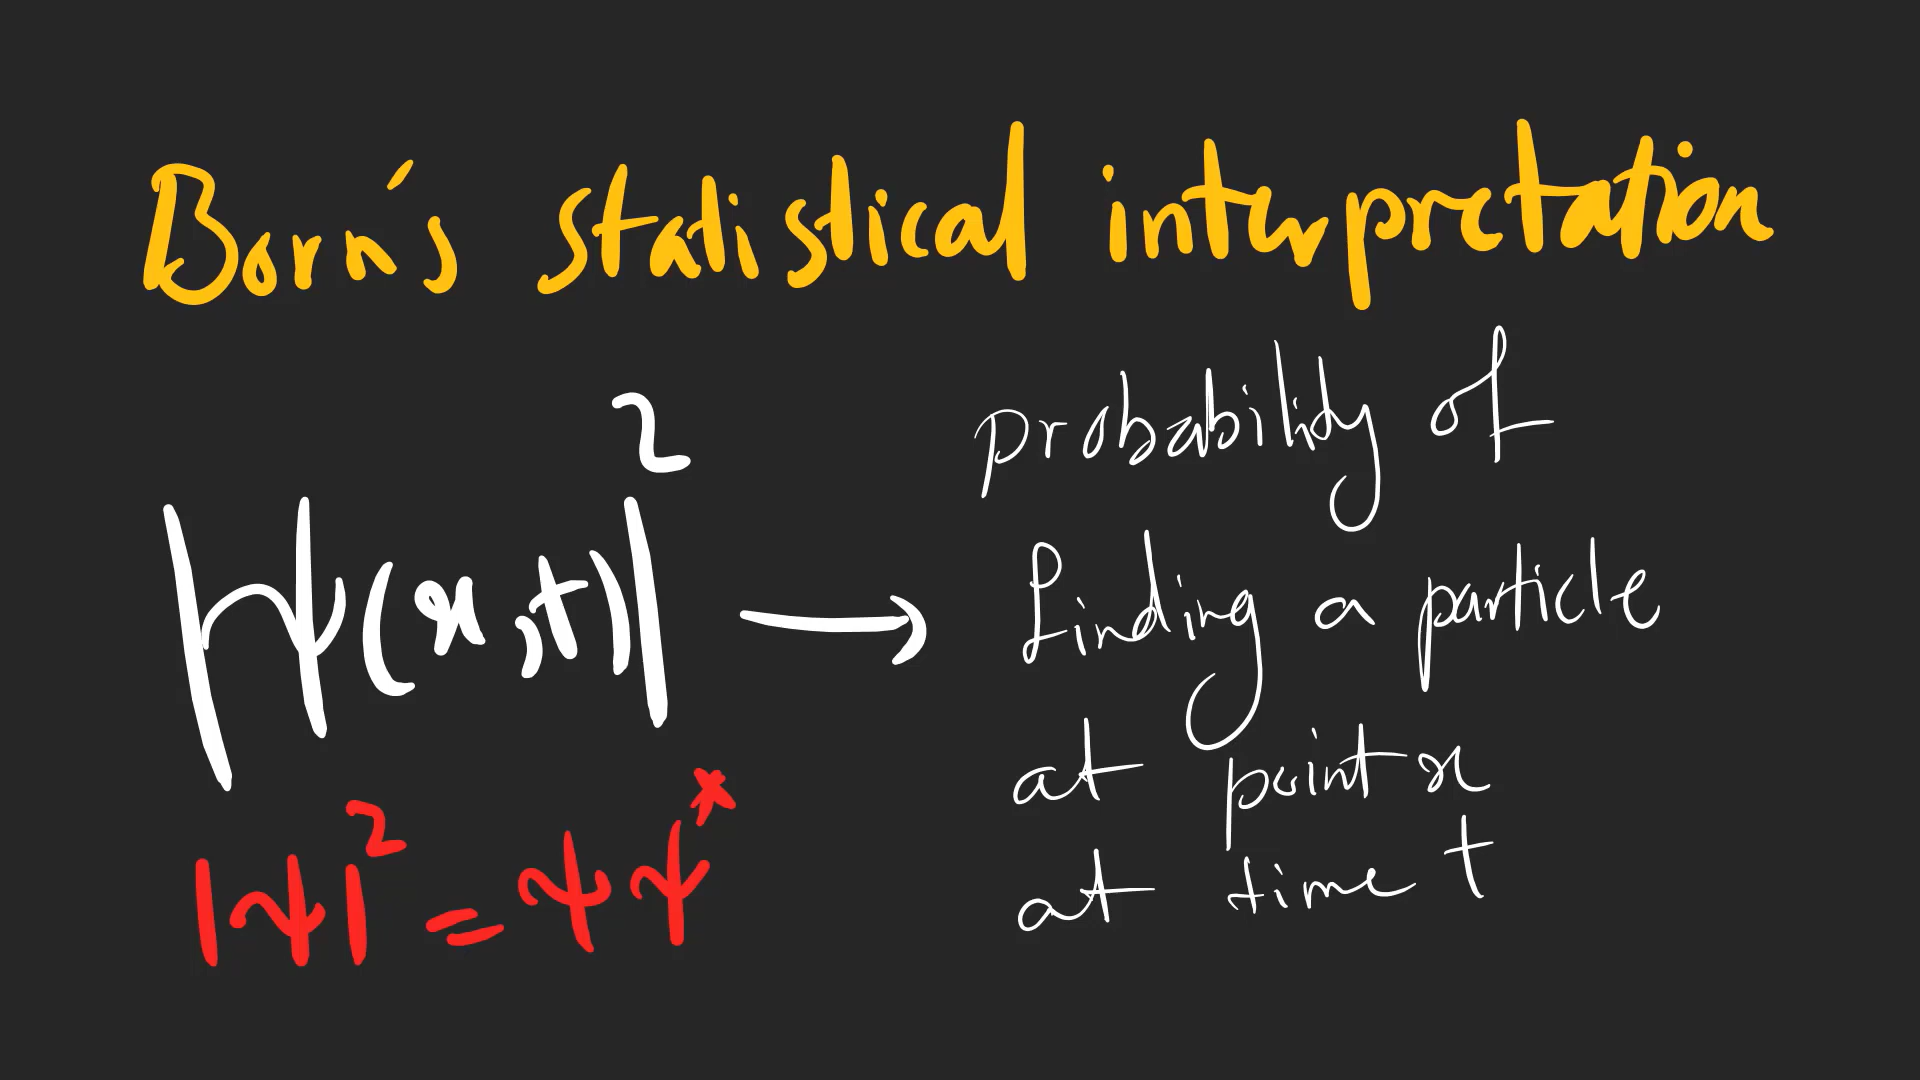 Born's statistical interpretation
|ψ(x,t)|²
→
probability of
finding a particle
at point x
at time t
|ψ|² = ψψ*